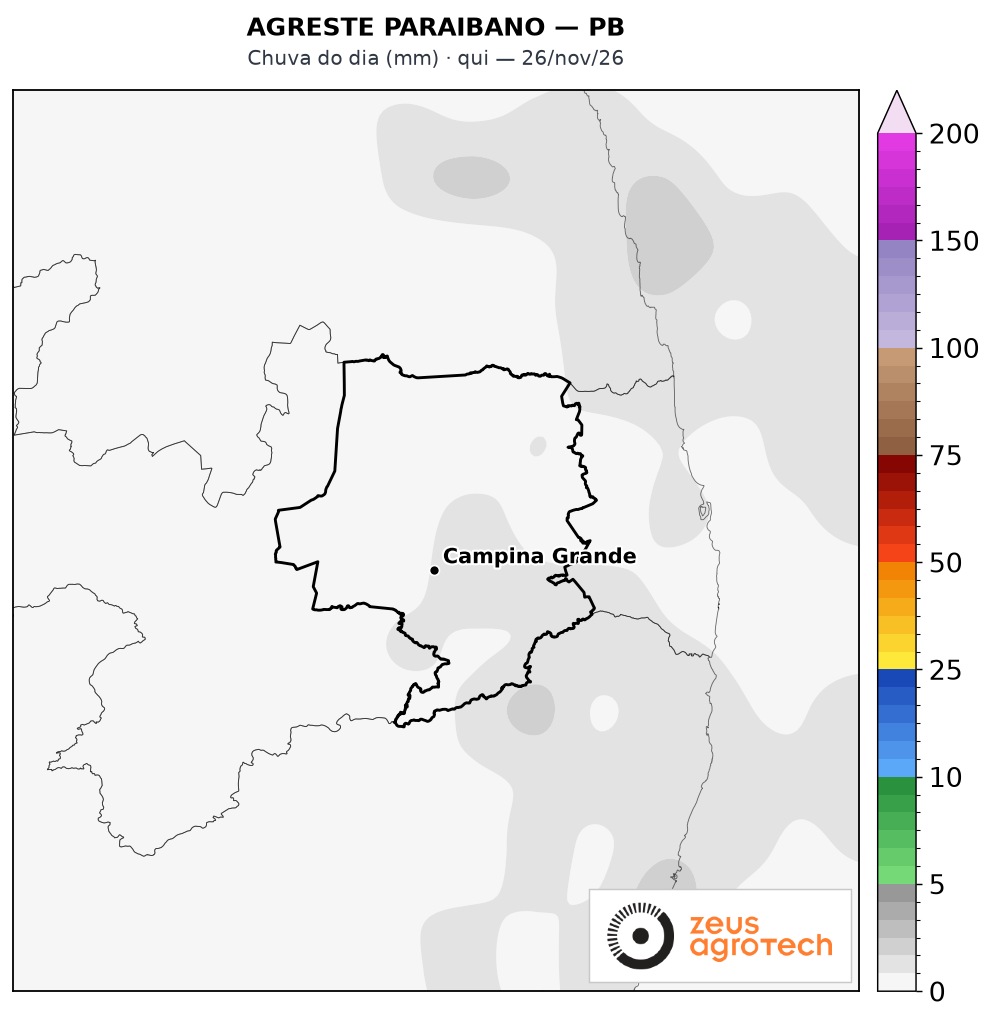 AGRESTE PARAIBANO — PB
Chuva do dia (mm) · qui — 26/nov/26
200
150
100
75
50
25
10
5
0
Campina Grande
zeus
agrotech